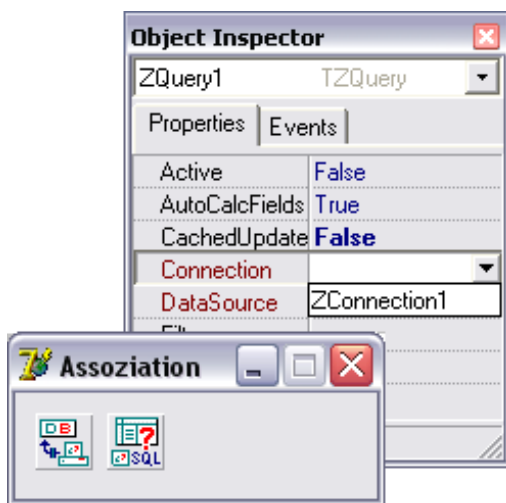 Object Inspector
ZQuery1 TZQuery
Properties Events
Active False
AutoCalcFields True
CachedUpdate False
Connection
DataSource ZConnection1
Assoziation
DB
SQL